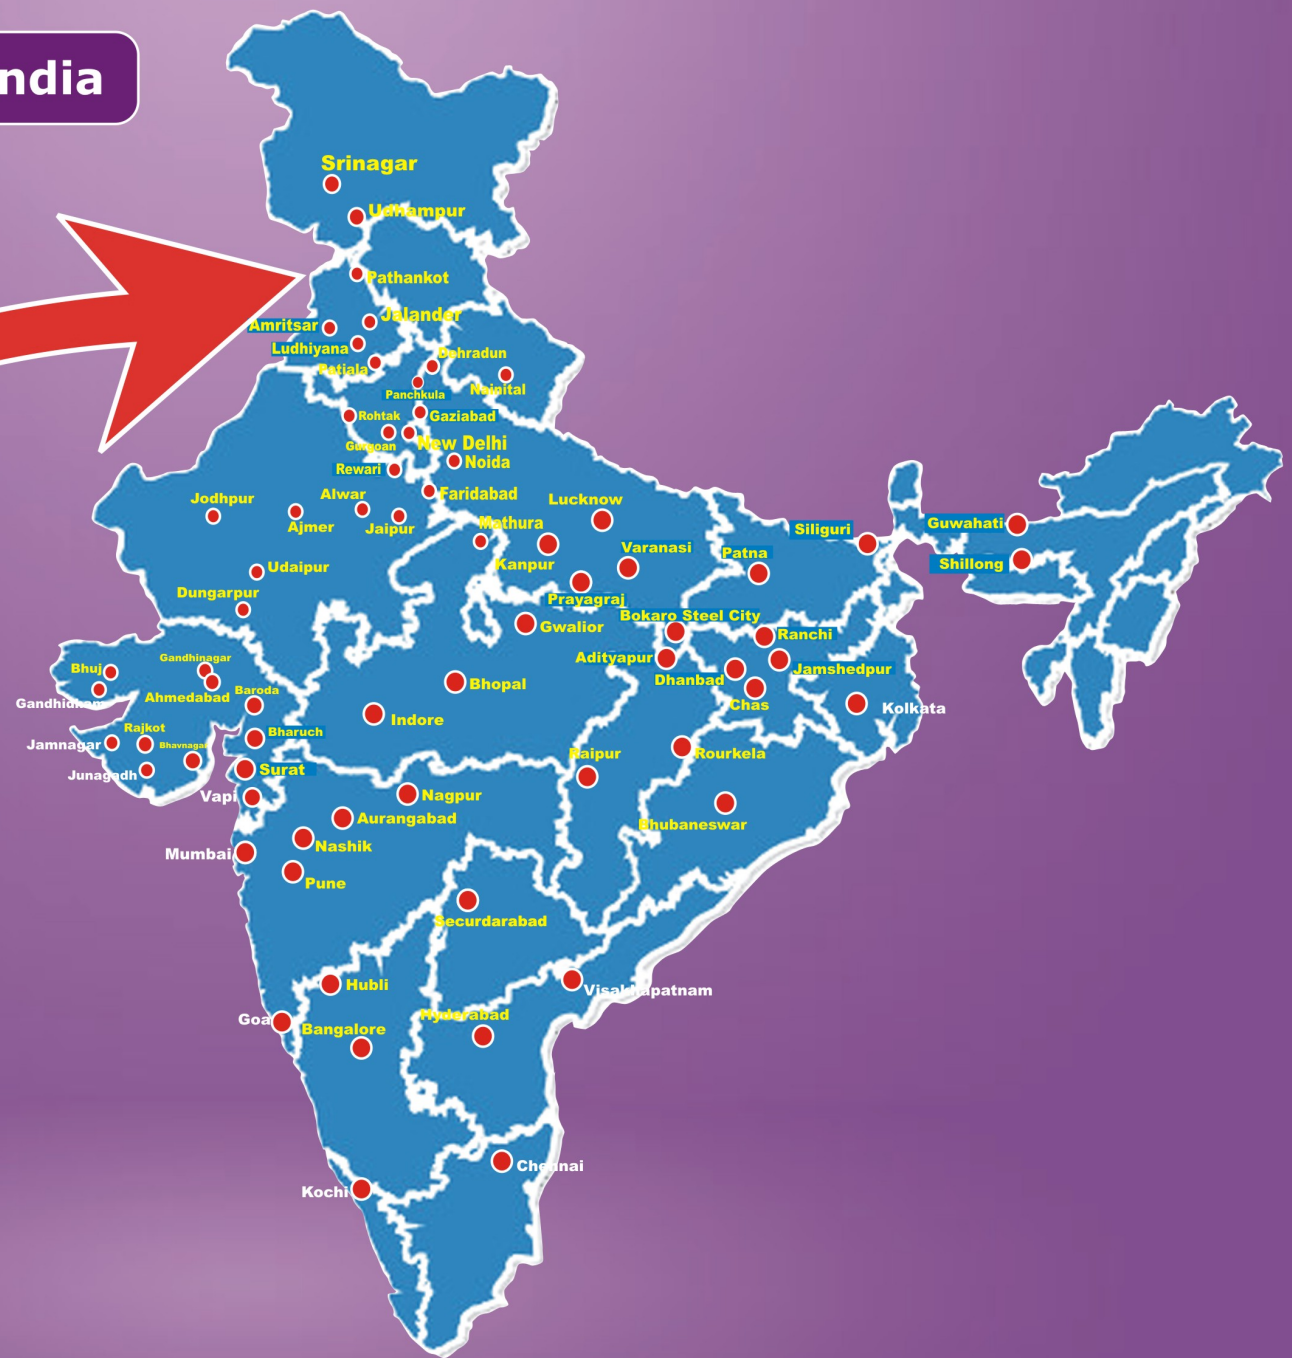 ndia
Srinagar
Udhampur
Pathankot
Jalander
Amritsar
Ludhiyana
Dehradun
Patiala
Nainital
Panchkula
Rohtak
Gaziabad
Gurgoan
New Delhi
Rewari
Noida
Alwar
Faridabad
Jodhpur
Lucknow
Ajmer
Jaipur
Mathura
Guwahati
Siliguri
Varanasi
Patna
Kanpur
Shillong
Udaipur
Dungarpur
Prayagraj
Bokaro Steel City
Gwalior
Ranchi
Gandhinagar
Adityapur
Bhuj
Jamshedpur
Dhanbad
Bhopal
Baroda
Ahmedabad
Gandhidham
Chas
Kolkata
Indore
Rajkot
Bharuch
Jamnagar
Bhavnagar
Raipur
Rourkela
Surat
Junagadh
Vapi
Nagpur
Aurangabad
Bhubaneswar
Nashik
Mumbai
Pune
Securdarabad
Hubli
Visakhapatnam
Hyderabad
Goa
Bangalore
Chennai
Kochi